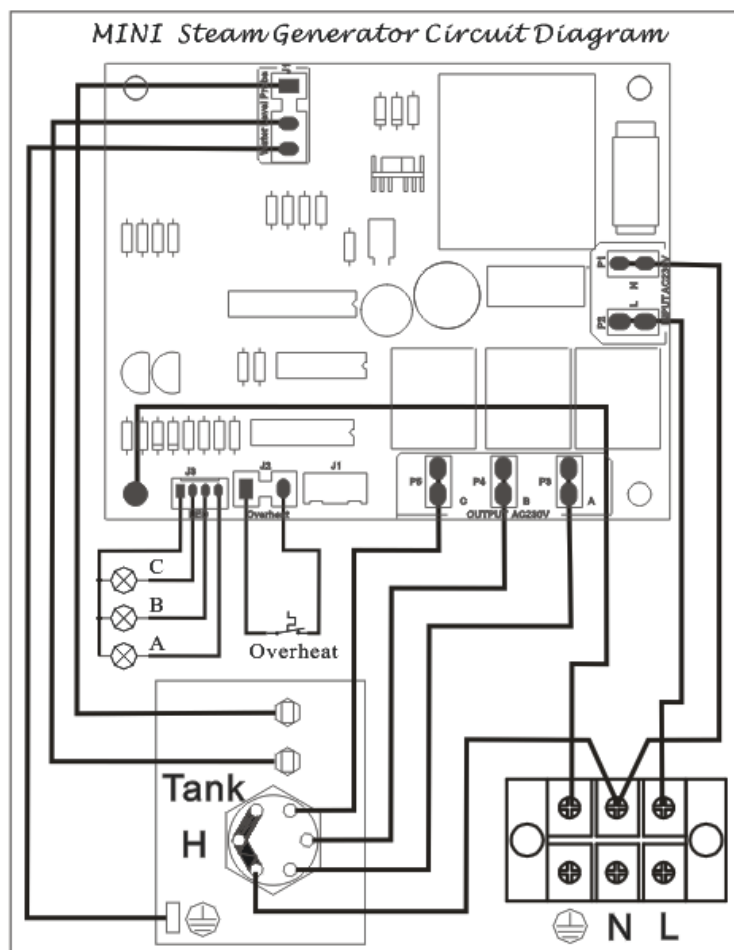 MINI Steam Generator Circuit Diagram
J1
Water Level Probe
P1
N
INPUT AC230V
L
P2
J3
J2
J1
P5
P4
P3
C
B
A
Overheat
OUTPUT AC230V
C
B
A
Overheat
Tank
H
N L